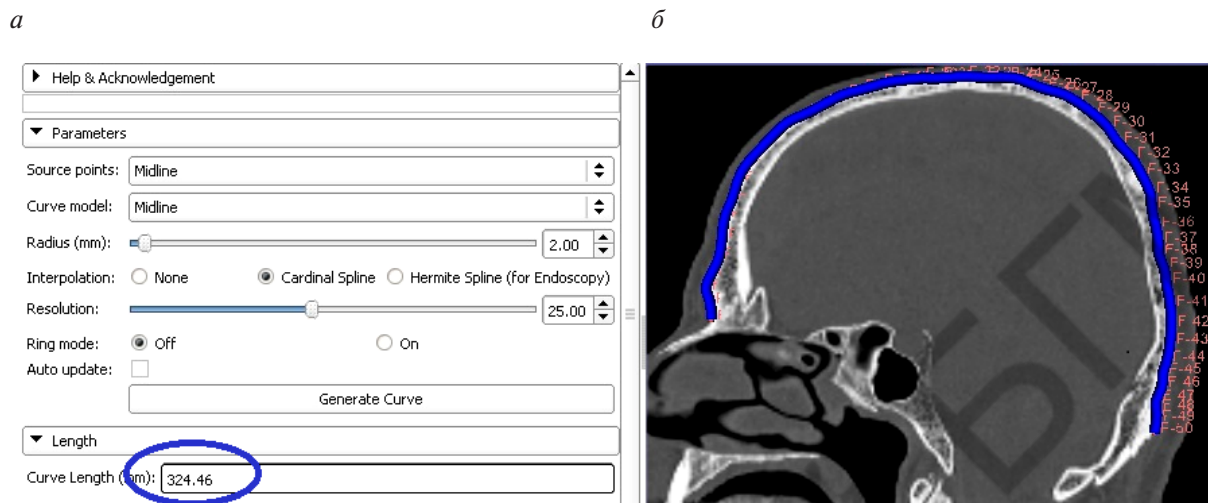 а
б
Help & Acknowledgement
Parameters
Source points: Midline
Curve model: Midline
Radius (mm): 2.00
Interpolation: None Cardinal Spline Hermite Spline (for Endoscopy)
Resolution: 25.00
Ring mode: Off On
Auto update:
Generate Curve
Length
Curve Length (mm): 324.46
F-28
F-29
F-30
F-31
F-32
F-33
F-34
F-35
F-36
F-37
F-38
F-39
F-40
F-41
F 42
F-43
F-44
F-45
F 46
F-47
F-48
F-49
F-50